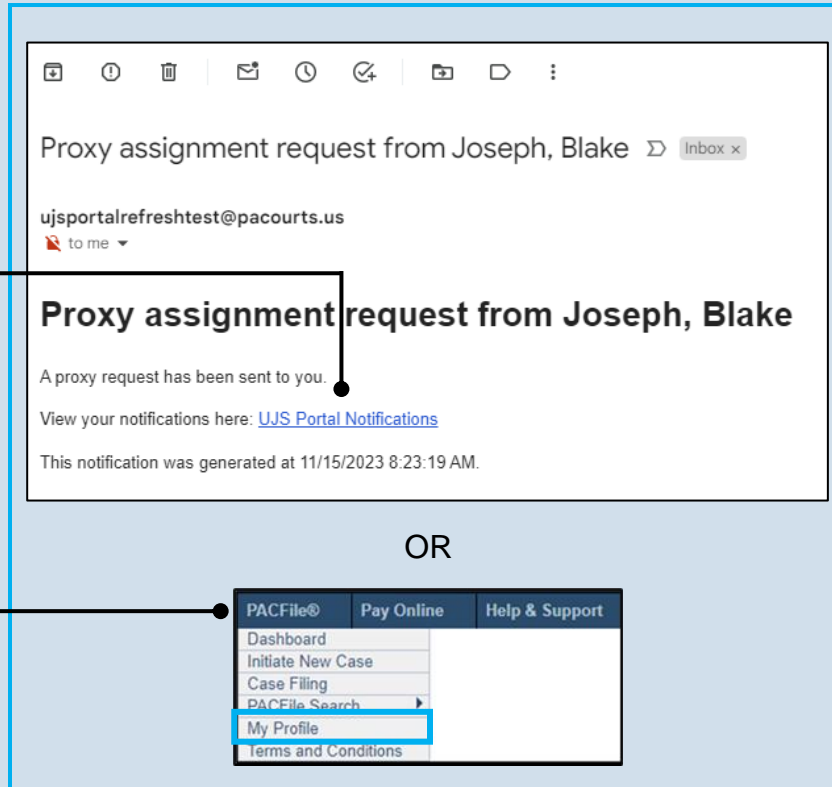 Proxy assignment request from Joseph, Blake Inbox ×
ujsportalrefreshtest@pacourts.us
to me
Proxy assignment request from Joseph, Blake
A proxy request has been sent to you.
View your notifications here: UJS Portal Notifications
This notification was generated at 11/15/2023 8:23:19 AM.
OR
PACFile® Pay Online Help & Support
Dashboard
Initiate New Case
Case Filing
PACFile Search
My Profile
Terms and Conditions